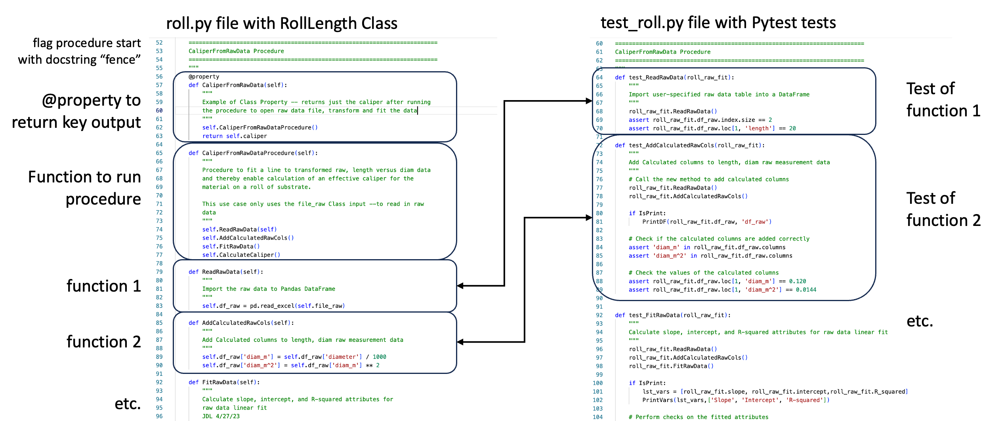 roll.py file with RollLength Class
flag procedure start
with docstring “fence”
@property to
return key output
Function to run
procedure
function 1
function 2
etc.
52 =========================================================================
53 CaliperFromRawData Procedure
54 =========================================================================
55 """
56 @property
57 def CaliperFromRawData(self):
58 """
59 Example of Class Property -- returns just the caliper after running
60 the procedure to open raw data file, transform and fit the data
61 """
62 self.CaliperFromRawDataProcedure()
63 return self.caliper
64
65 def CaliperFromRawDataProcedure(self):
66 """
67 Procedure to fit a line to transformed raw, length versus diam data
68 and thereby enable calculation of an effective caliper for the
69 material on a roll of substrate.
70
71 This use case only uses the file_raw Class input --to read in raw
72 data
73 """
74 self.ReadRawData(self)
75 self.AddCalculatedRawCols()
76 self.FitRawData()
77 self.CalculateCaliper()
78
79 def ReadRawData(self):
80 """
81 Import the raw data to Pandas DataFrame
82 """
83 self.df_raw = pd.read_excel(self.file_raw)
84
85 def AddCalculatedRawCols(self):
86 """
87 Add Calculated columns to length, diam raw measurement data
88 """
89 self.df_raw['diam_m'] = self.df_raw['diameter'] / 1000
90 self.df_raw['diam_m^2'] = self.df_raw['diam_m'] ** 2
91
92 def FitRawData(self):
93 """
94 Calculate slope, intercept, and R-squared attributes for
95 raw data linear fit
96 JDL 4/27/23
test_roll.py file with Pytest tests
60 =========================================================================
61 CaliperFromRawData Procedure
62 =========================================================================
63 """
64 def test_ReadRawData(roll_raw_fit):
65 """
66 Import user-specified raw data table into a DataFrame
67 """
68 roll_raw_fit.ReadRawData()
69 assert roll_raw_fit.df_raw.index.size == 2
70 assert roll_raw_fit.df_raw.loc[1, 'length'] == 20
71
72 def test_AddCalculatedRawCols(roll_raw_fit):
73 """
74 Add Calculated columns to length, diam raw measurement data
75 """
76 # Call the new method to add calculated columns
77 roll_raw_fit.ReadRawData()
78 roll_raw_fit.AddCalculatedRawCols()
79
80 if IsPrint:
81 PrintDF(roll_raw_fit.df_raw, 'df_raw')
82
83 # Check if the calculated columns are added correctly
84 assert 'diam_m' in roll_raw_fit.df_raw.columns
85 assert 'diam_m^2' in roll_raw_fit.df_raw.columns
86
87 # Check the values of the calculated columns
88 assert roll_raw_fit.df_raw.loc[1, 'diam_m'] == 0.120
89 assert roll_raw_fit.df_raw.loc[1, 'diam_m^2'] == 0.0144
90
91
92 def test_FitRawData(roll_raw_fit):
93 """
94 Calculate slope, intercept, and R-squared attributes for raw data linear fit
95 """
96 roll_raw_fit.ReadRawData()
97 roll_raw_fit.AddCalculatedRawCols()
98 roll_raw_fit.FitRawData()
99
100 if IsPrint:
101 lst_vars = [roll_raw_fit.slope, roll_raw_fit.intercept,roll_raw_fit.R_squared]
102 PrintVars(lst_vars,['Slope', 'Intercept', 'R-squared'])
103
104 # Perform checks on the fitted attributes
Test of
function 1
Test of
function 2
etc.